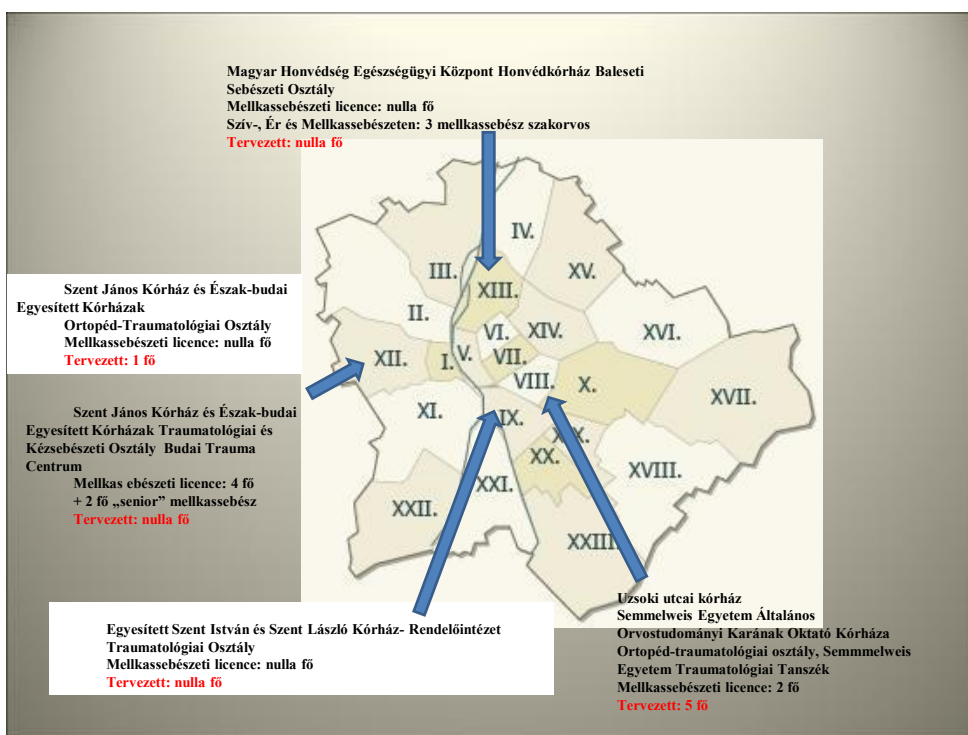 Magyar Honvédség Egészségügyi Központ Honvédkórház Baleseti
Sebészeti Osztály
Mellkassebészeti licence: nulla fő
Szív-, Ér és Mellkassebészeten: 3 mellkasebész szakorvos
Tervezett: nulla fő
IV.
III.
XV.
XIII.
II.
VI.
XIV.
XVI.
XII.
I.
V.
VII.
VIII.
X.
XVII.
XI.
IX.
XX.
XVIII.
XXI.
XXII.
XXIII.
Szent János Kórház és Észak-budai
Egyesített Kórházak
Ortopéd-Traumatológiai Osztály
Mellkasebészeti licence: nulla fő
Tervezett: 1 fő
Szent János Kórház és Észak-budai
Egyesített Kórházak Traumatológiai és
Kézsebészeti Osztály Budai Trauma
Centrum
Mellkas ebészeti licence: 4 fő
+ 2 fő „senior” mellkassebész
Tervezett: nulla fő
Egyesített Szent István és Szent László Kórház- Rendelőintézet
Traumatológiai Osztály
Mellkassebészeti licence: nulla fő
Tervezett: nulla fő
Uzsoki utcai kórház
Semmelweis Egyetem Általános
Orvostudományi Karának Oktató Kórháza
Ortopéd-traumatológiai osztály, Semmmelweis
Egyetem Traumatológiai Tanszék
Mellkassebészeti licence: 2 fő
Tervezett: 5 fő